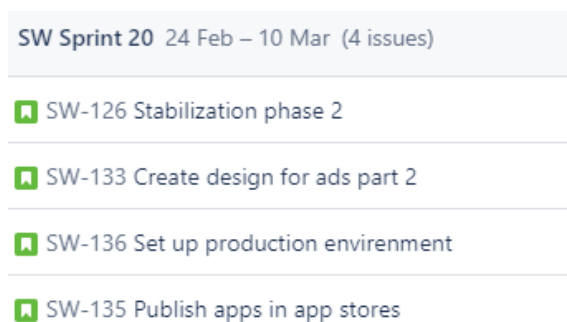 SW Sprint 20 24 Feb – 10 Mar (4 issues)
SW-126 Stabilization phase 2
SW-133 Create design for ads part 2
SW-136 Set up production envirenment
SW-135 Publish apps in app stores